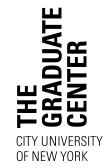 THE
GRADUATE
CENTER
CITY UNIVERSITY
OF NEW YORK